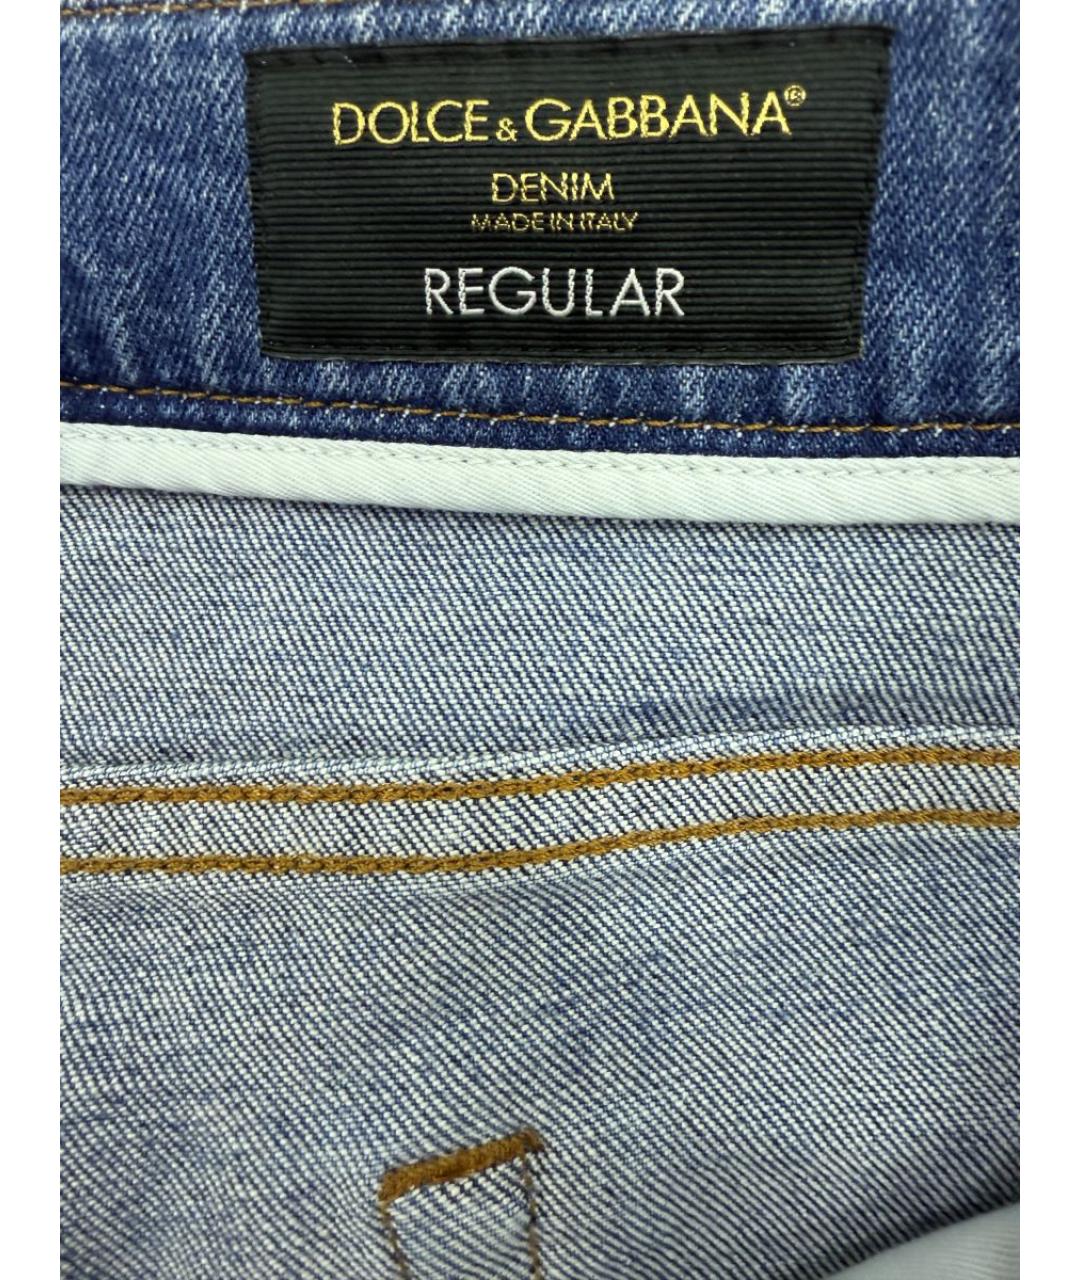 DOLCE & GABBANA®
DENIM
MADE IN ITALY
REGULAR